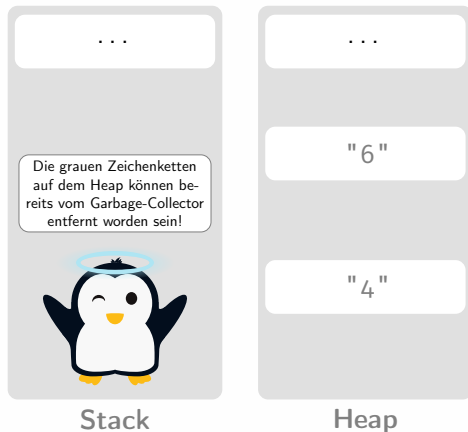 ...
Die grauen Zeichenketten
auf dem Heap können be-
reits vom Garbage-Collector
entfernt worden sein!
Stack
...
"6"
"4"
Heap